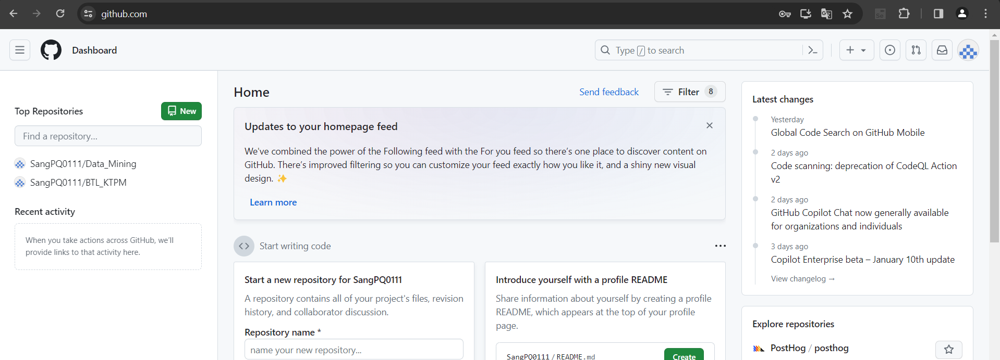 github.com
Dashboard
Type / to search
Top Repositories
New
Find a repository...
SangPQ0111/Data_Mining
SangPQ0111/BTL_KTPM
Recent activity
When you take actions across GitHub, we'll
provide links to that activity here.
Home
Send feedback
Filter 8
Updates to your homepage feed
We've combined the power of the Following feed with the For you feed so there's one place to discover content on
GitHub. There's improved filtering so you can customize your feed exactly how you like it, and a shiny new visual
design. ✨
Learn more
Start writing code
Start a new repository for SangPQ0111
A repository contains all of your project's files, revision
history, and collaborator discussion.
Repository name *
name your new repository...
Introduce yourself with a profile README
Share information about yourself by creating a profile
README, which appears at the top of your profile
page.
SangPQ0111 / README.md
Create
Latest changes
Yesterday
Global Code Search on GitHub Mobile
2 days ago
Code scanning: deprecation of CodeQL Action
v2
2 days ago
GitHub Copilot Chat now generally available
for organizations and individuals
3 days ago
Copilot Enterprise beta – January 10th update
View changelog →
Explore repositories
PostHog / posthog